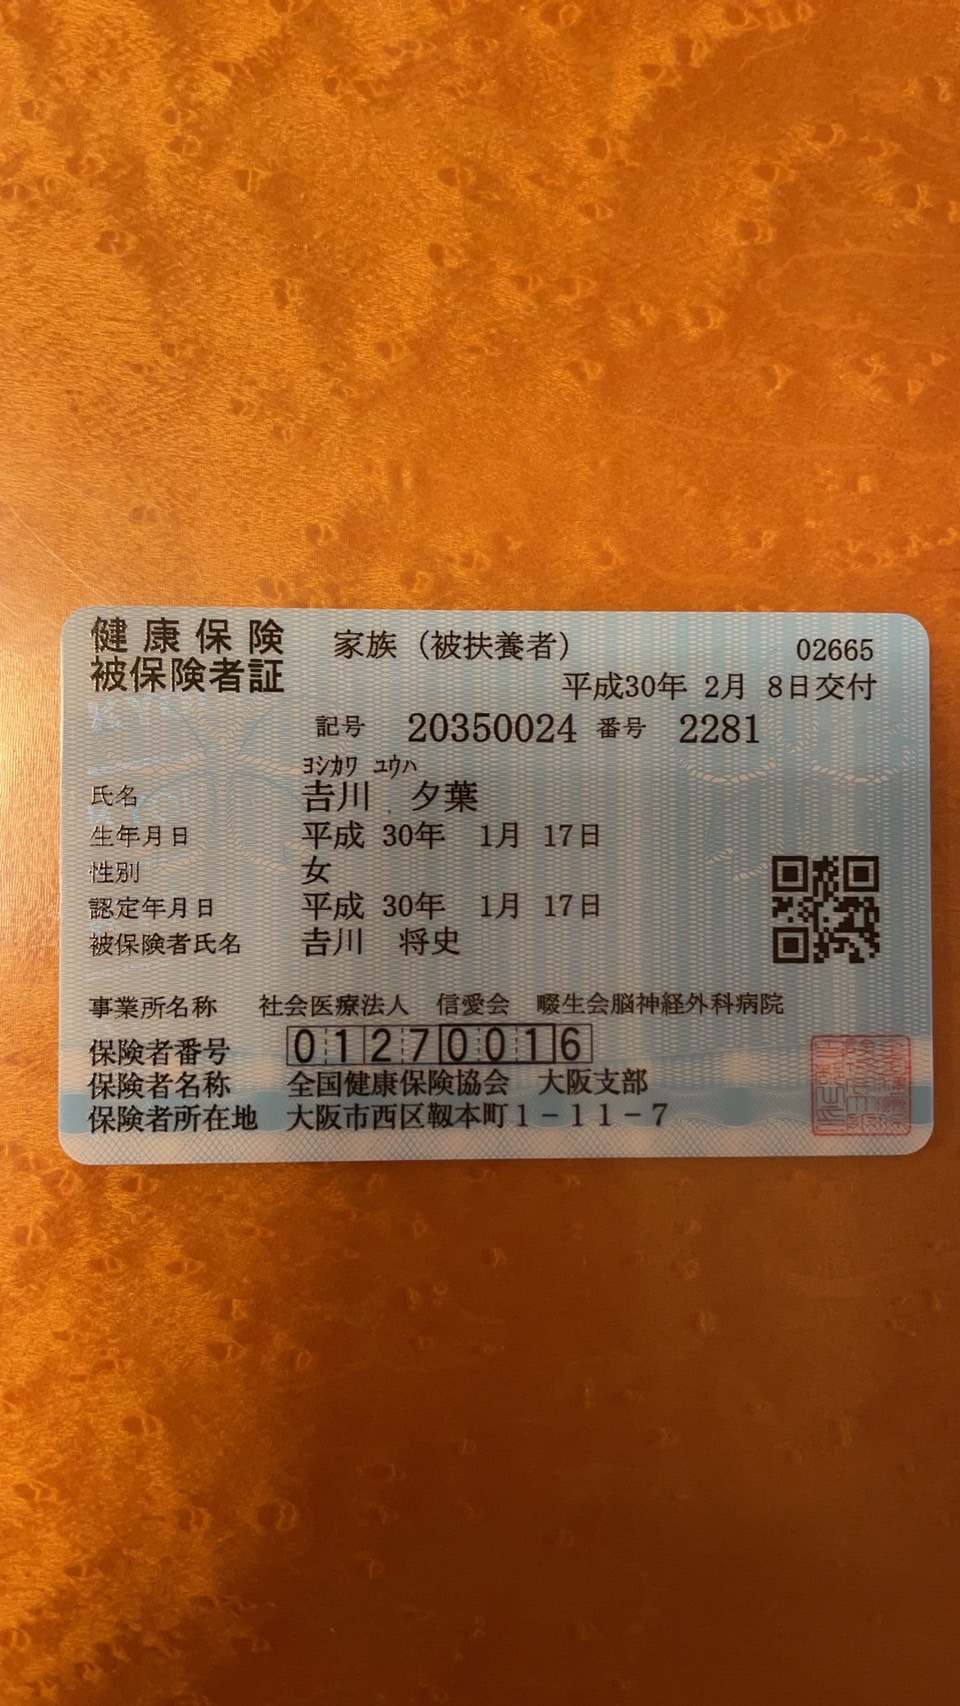 健康保険 家族（被扶養者） 02665
被保険者証 平成30年 2月 8日交付
記号 20350024 番号 2281
ﾖｼｶﾜ ﾕｳﾊ
氏名 𠮷川 夕葉
生年月日 平成 30年 1月 17日
性別 女
認定年月日 平成 30年 1月 17日
被保険者氏名 𠮷川 将史
事業所名称 社会医療法人 信愛会 畷生会脳神経外科病院
保険者番号 01270016
保険者名称 全国健康保険協会 大阪支部
保険者所在地 大阪市西区靱本町1－11－7